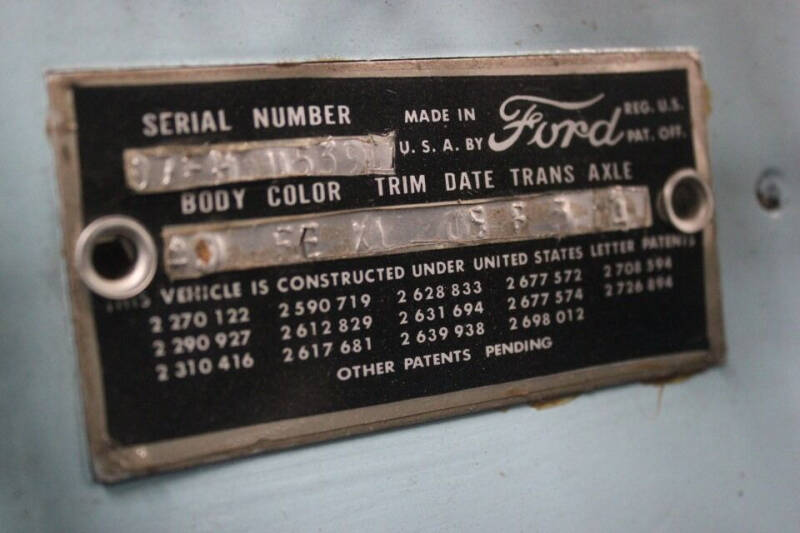 SERIAL NUMBER
MADE IN
U. S. A. BY
Ford
REG. U.S.
PAT. OFF.
BODY COLOR TRIM DATE TRANS AXLE
FE XL 09
THIS VEHICLE IS CONSTRUCTED UNDER UNITED STATES LETTER PATENTS
2 270 122 2 590 719 2 628 833 2 677 572 2 708 594
2 290 927 2 612 829 2 631 694 2 677 574 2 726 894
2 310 416 2 617 681 2 639 938 2 698 012
OTHER PATENTS PENDING